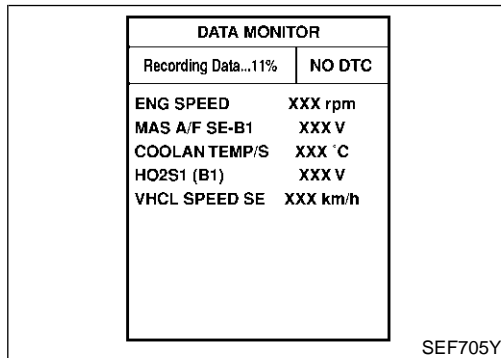 DATA MONITOR
Recording Data...11% NO DTC
ENG SPEED XXX rpm
MAS A/F SE-B1 XXX V
COOLAN TEMP/S XXX °C
HO2S1 (B1) XXX V
VHCL SPEED SE XXX km/h
SEF705Y